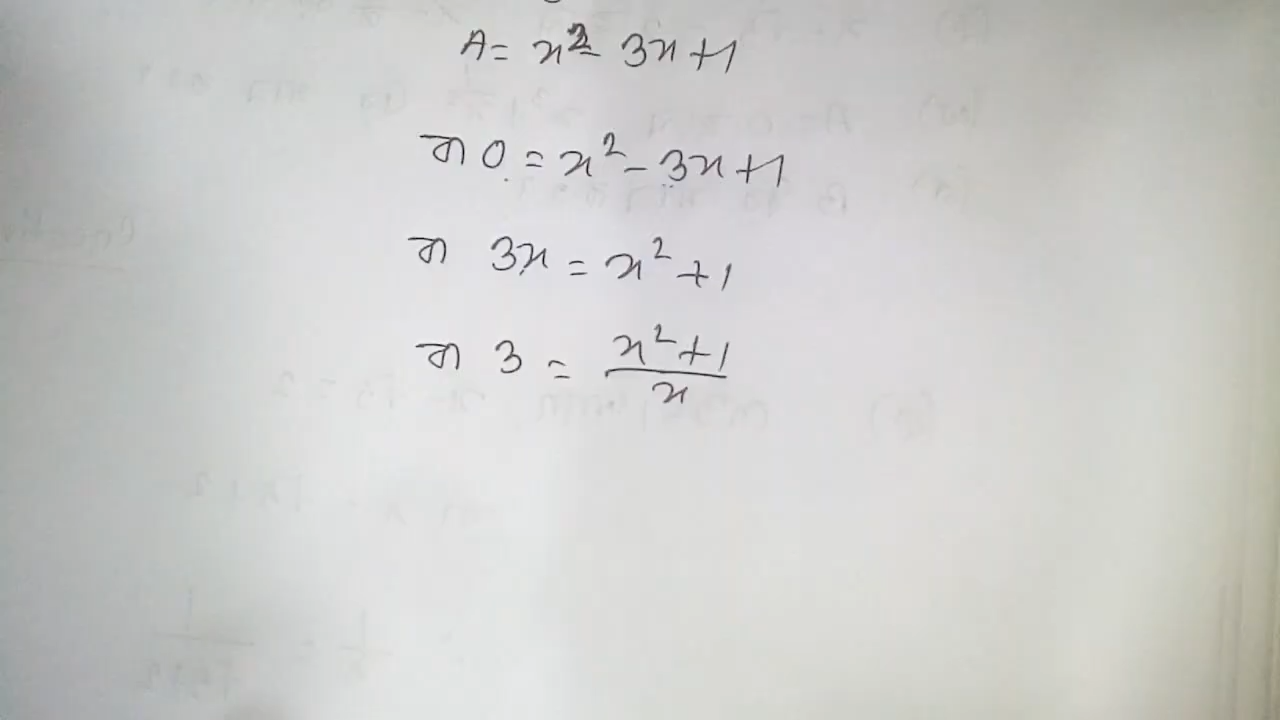 A = x² - 3x + 1
বা 0 = x² - 3x + 1
বা 3x = x² + 1
বা 3 = (x² + 1)/x